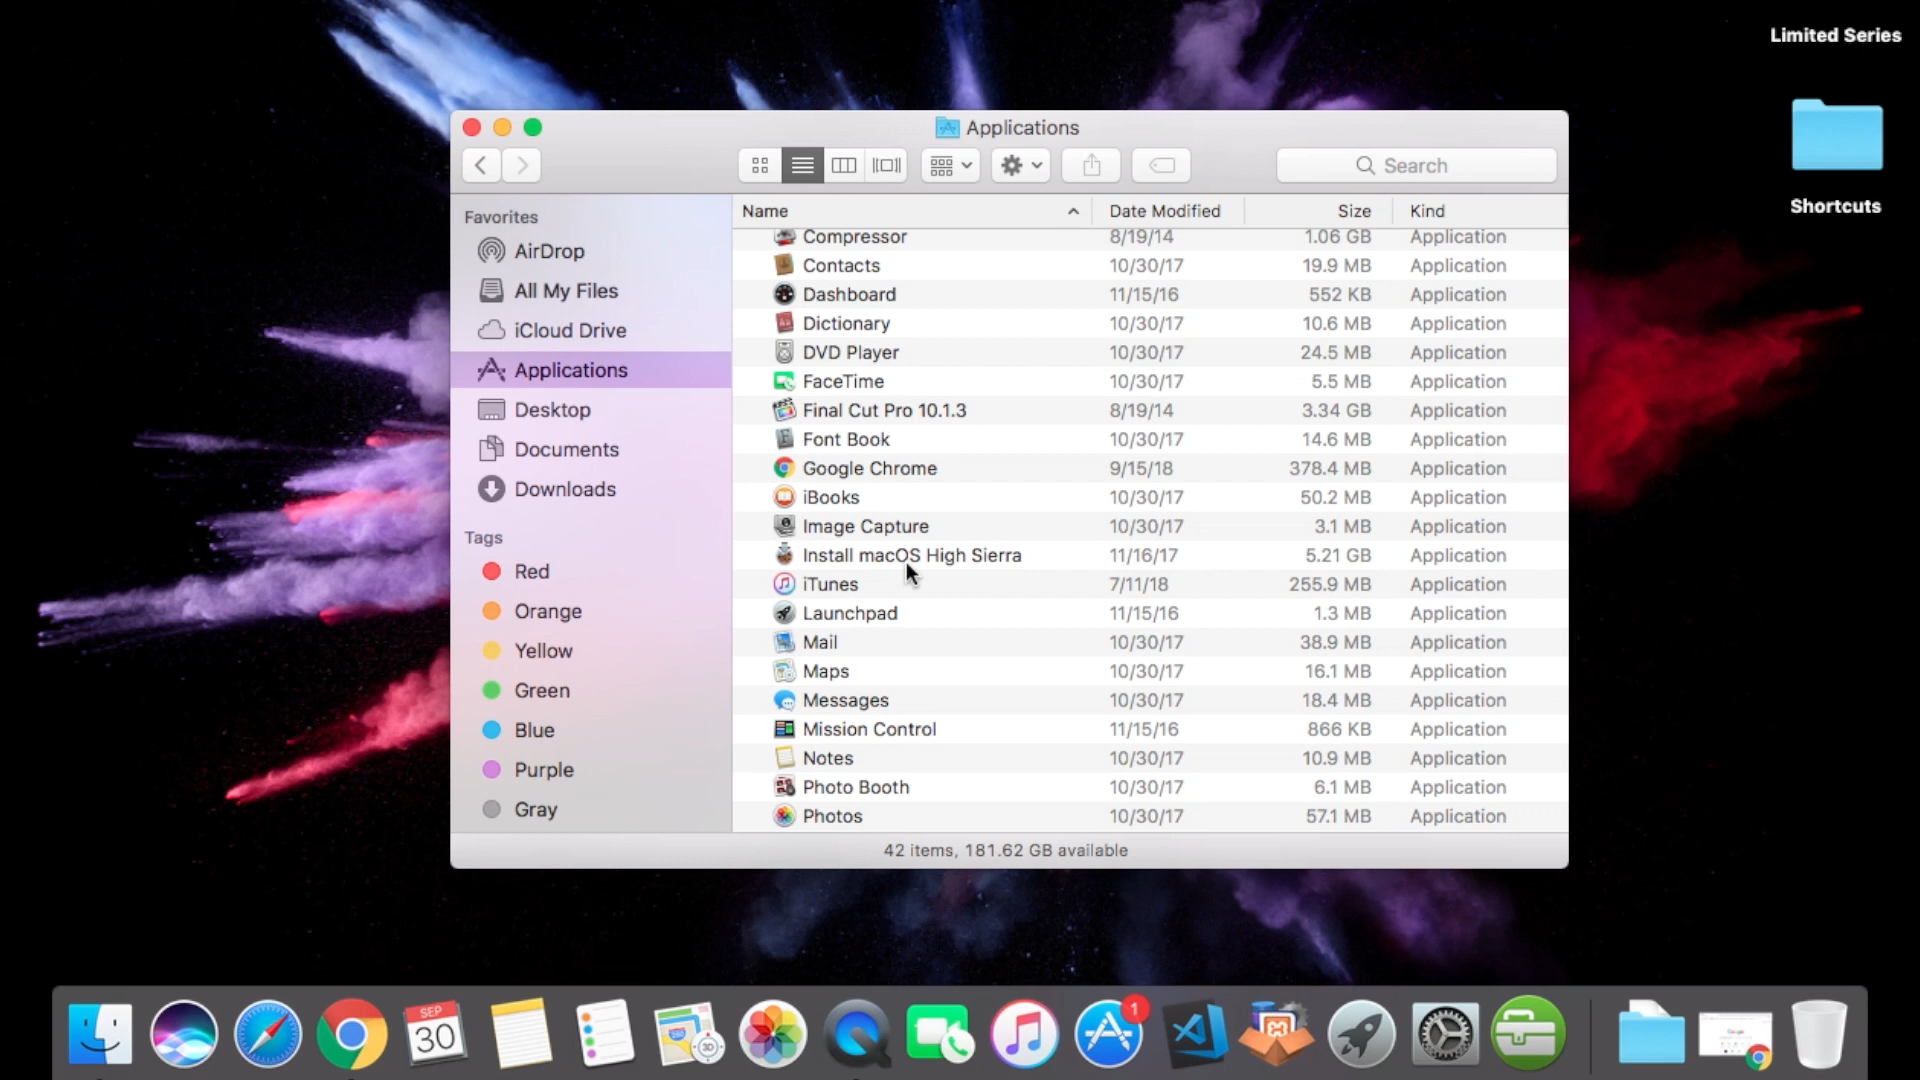 Limited Series
Shortcuts
Applications
Search
Favorites
AirDrop
All My Files
iCloud Drive
Applications
Desktop
Documents
Downloads
Tags
Red
Orange
Yellow
Green
Blue
Purple
Gray
Name Date Modified Size Kind
Compressor 8/19/14 1.06 GB Application
Contacts 10/30/17 19.9 MB Application
Dashboard 11/15/16 552 KB Application
Dictionary 10/30/17 10.6 MB Application
DVD Player 10/30/17 24.5 MB Application
FaceTime 10/30/17 5.5 MB Application
Final Cut Pro 10.1.3 8/19/14 3.34 GB Application
Font Book 10/30/17 14.6 MB Application
Google Chrome 9/15/18 378.4 MB Application
iBooks 10/30/17 50.2 MB Application
Image Capture 10/30/17 3.1 MB Application
Install macOS High Sierra 11/16/17 5.21 GB Application
iTunes 7/11/18 255.9 MB Application
Launchpad 11/15/16 1.3 MB Application
Mail 10/30/17 38.9 MB Application
Maps 10/30/17 16.1 MB Application
Messages 10/30/17 18.4 MB Application
Mission Control 11/15/16 866 KB Application
Notes 10/30/17 10.9 MB Application
Photo Booth 10/30/17 6.1 MB Application
Photos 10/30/17 57.1 MB Application
42 items, 181.62 GB available
SEP
30
280
3D
1
Google